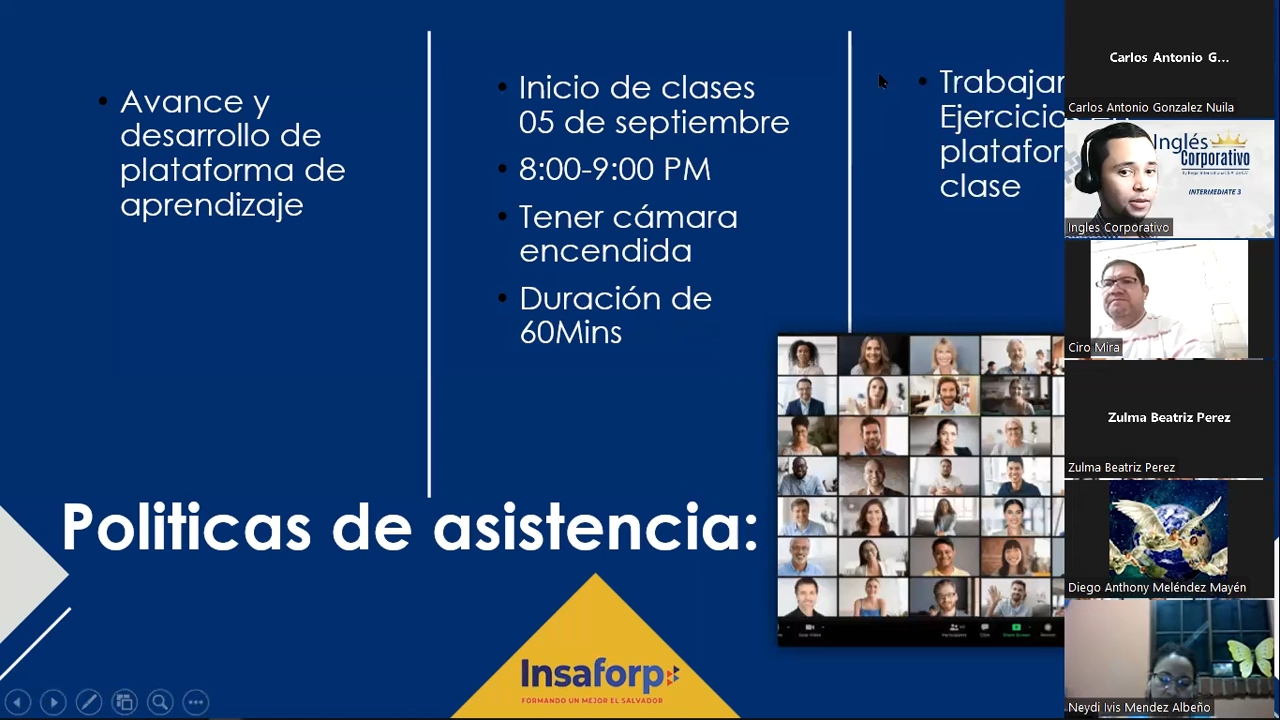 Avance y
desarrollo de
plataforma de
aprendizaje
Inicio de clases
05 de septiembre
8:00-9:00 PM
Tener cámara
encendida
Duración de
60Mins
Trabajar
Ejercicios en
platafor
clase
Politicas de asistencia:
Insaforp
FORMANDO UN MEJOR EL SALVADOR
Carlos Antonio G...
Carlos Antonio Gonzalez Nuila
Inglés
Corporativo
INTERMEDIATE 3
Ingles Corporativo
Ciro Mira
Zulma Beatriz Perez
Zulma Beatriz Perez
Diego Anthony Meléndez Mayén
Neydi Ivis Mendez Albeño